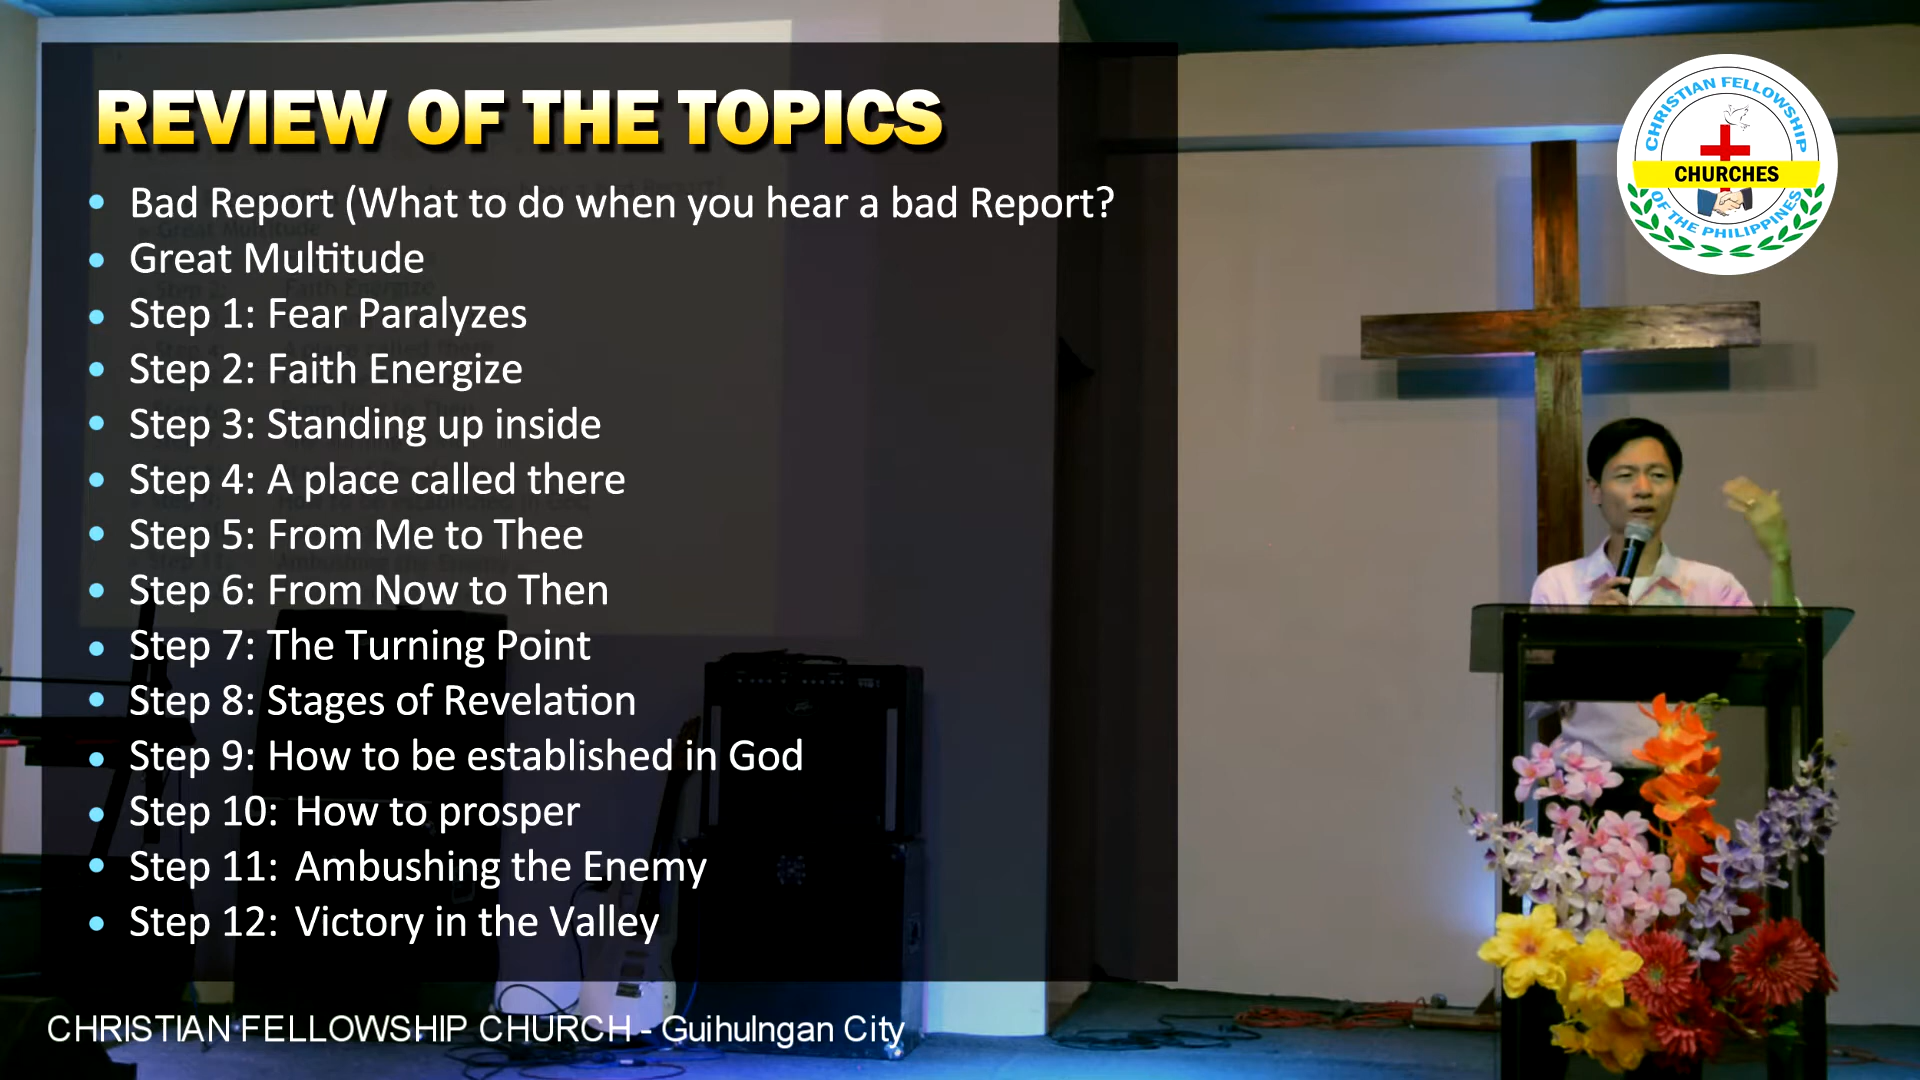 REVIEW OF THE TOPICS
• Bad Report (What to do when you hear a bad Report?
• Great Multitude
• Step 1: Fear Paralyzes
• Step 2: Faith Energize
• Step 3: Standing up inside
• Step 4: A place called there
• Step 5: From Me to Thee
• Step 6: From Now to Then
• Step 7: The Turning Point
• Step 8: Stages of Revelation
• Step 9: How to be established in God
• Step 10: How to prosper
• Step 11: Ambushing the Enemy
• Step 12: Victory in the Valley
CHRISTIAN FELLOWSHIP CHURCH - Guihulngan City
CHRISTIAN FELLOWSHIP
CHURCHES
OF THE PHILIPPINES